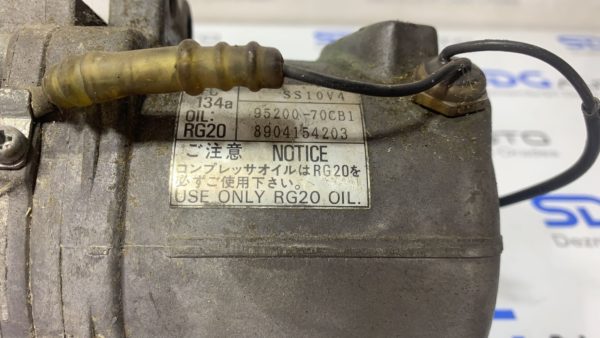 SS10V4
134a
OIL: 95200-70CB1
RG20 8904154203
ご注意 NOTICE
コンプレッサオイルはRG20を
必ずご使用下さい。
USE ONLY RG20 OIL.